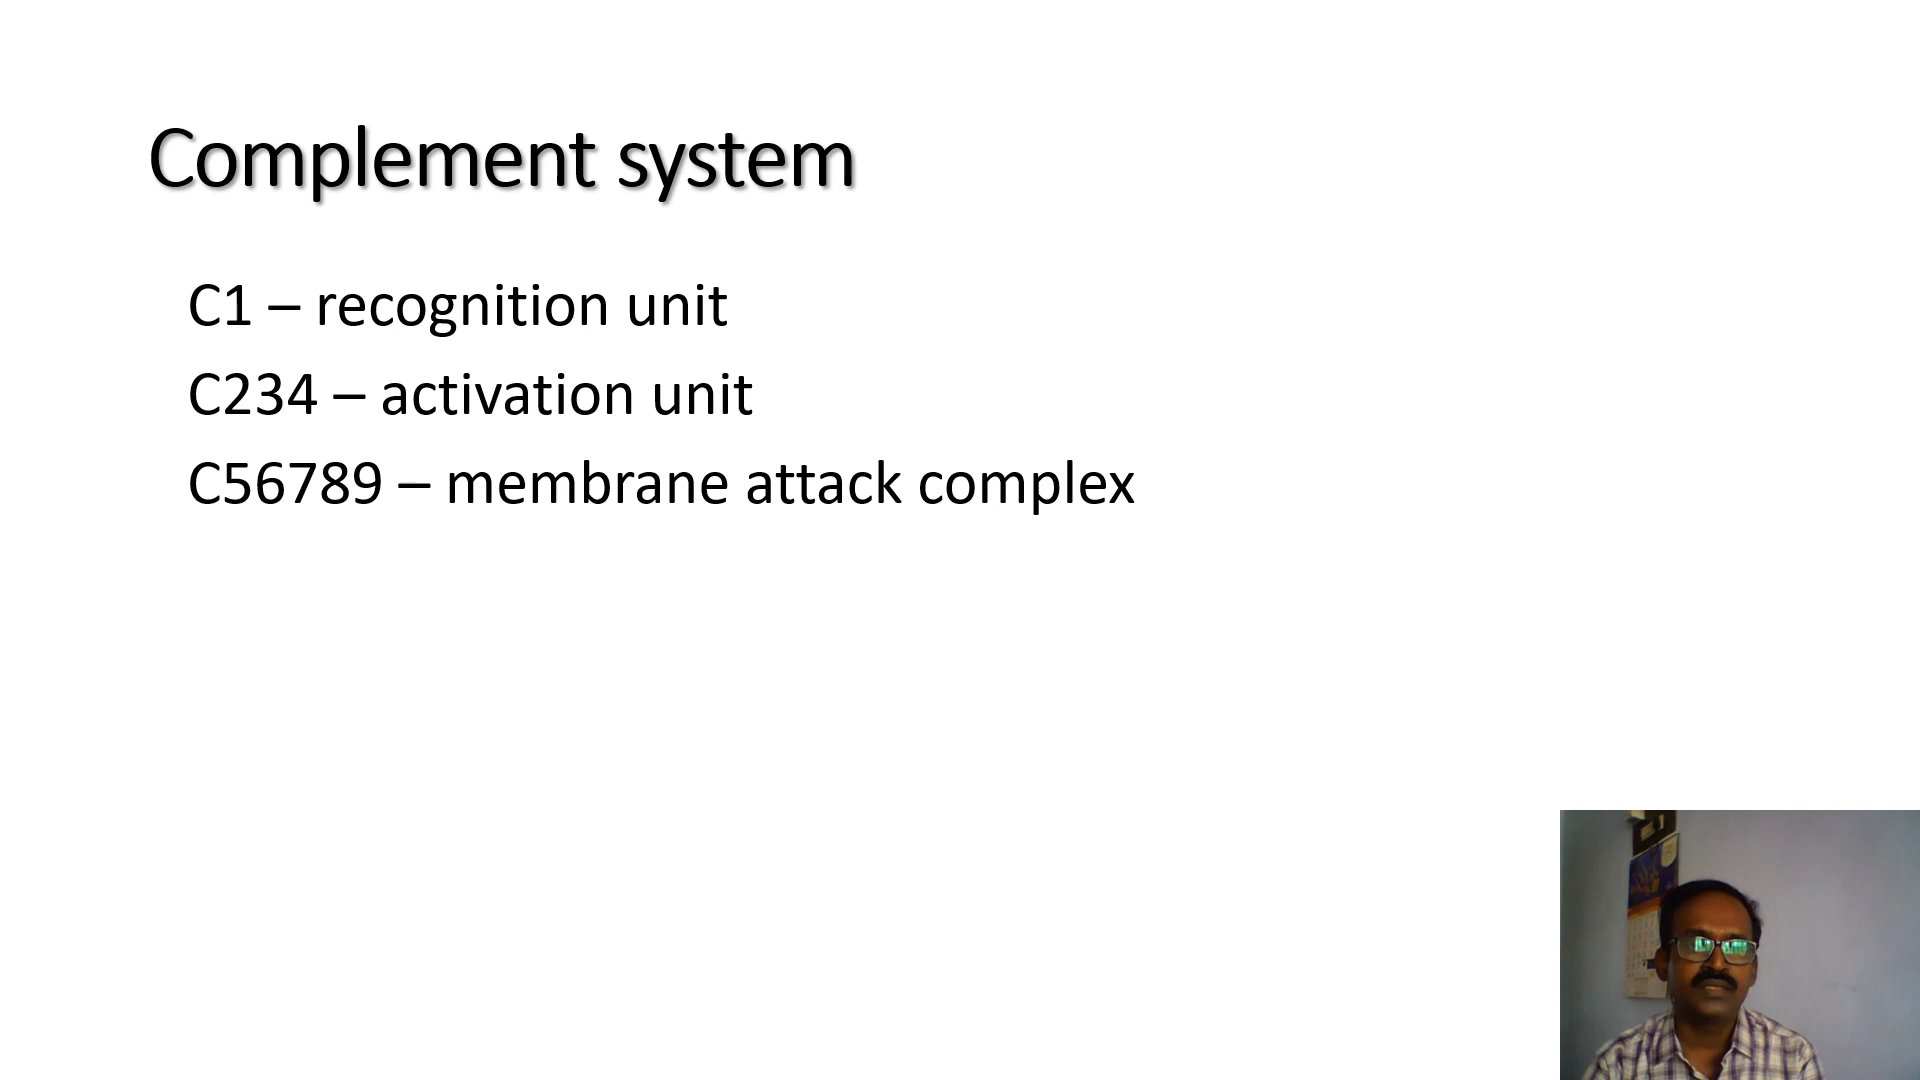 Complement system
C1 – recognition unit
C234 – activation unit
C56789 – membrane attack complex